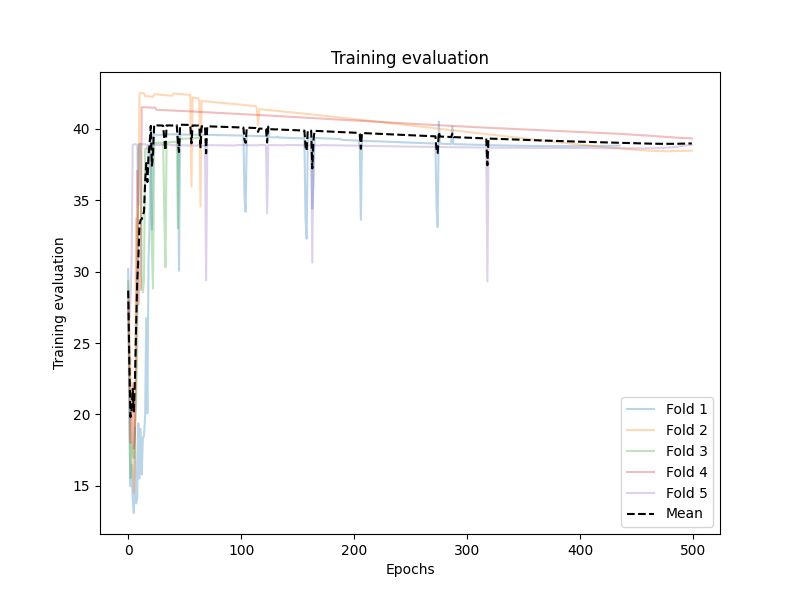 Training evaluation
Training evaluation
40
35
30
25
20
15
0
100
200
300
400
500
Epochs
Fold 1
Fold 2
Fold 3
Fold 4
Fold 5
Mean